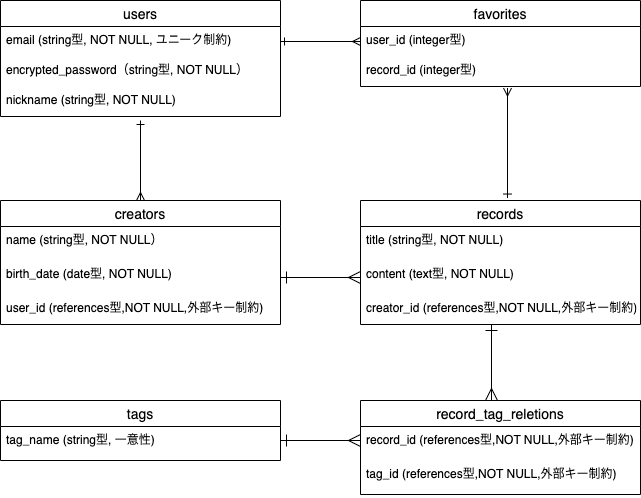 users
email (string型, NOT NULL, ユニーク制約)
encrypted_password（string型, NOT NULL）
nickname (string型, NOT NULL)
favorites
user_id (integer型)
record_id (integer型)
creators
name (string型, NOT NULL）
birth_date (date型, NOT NULL)
user_id (references型,NOT NULL,外部キー制約)
records
title (string型, NOT NULL)
content (text型, NOT NULL)
creator_id (references型,NOT NULL,外部キー制約)
tags
tag_name (string型, 一意性)
record_tag_reletions
record_id (references型,NOT NULL,外部キー制約)
tag_id (references型,NOT NULL,外部キー制約)